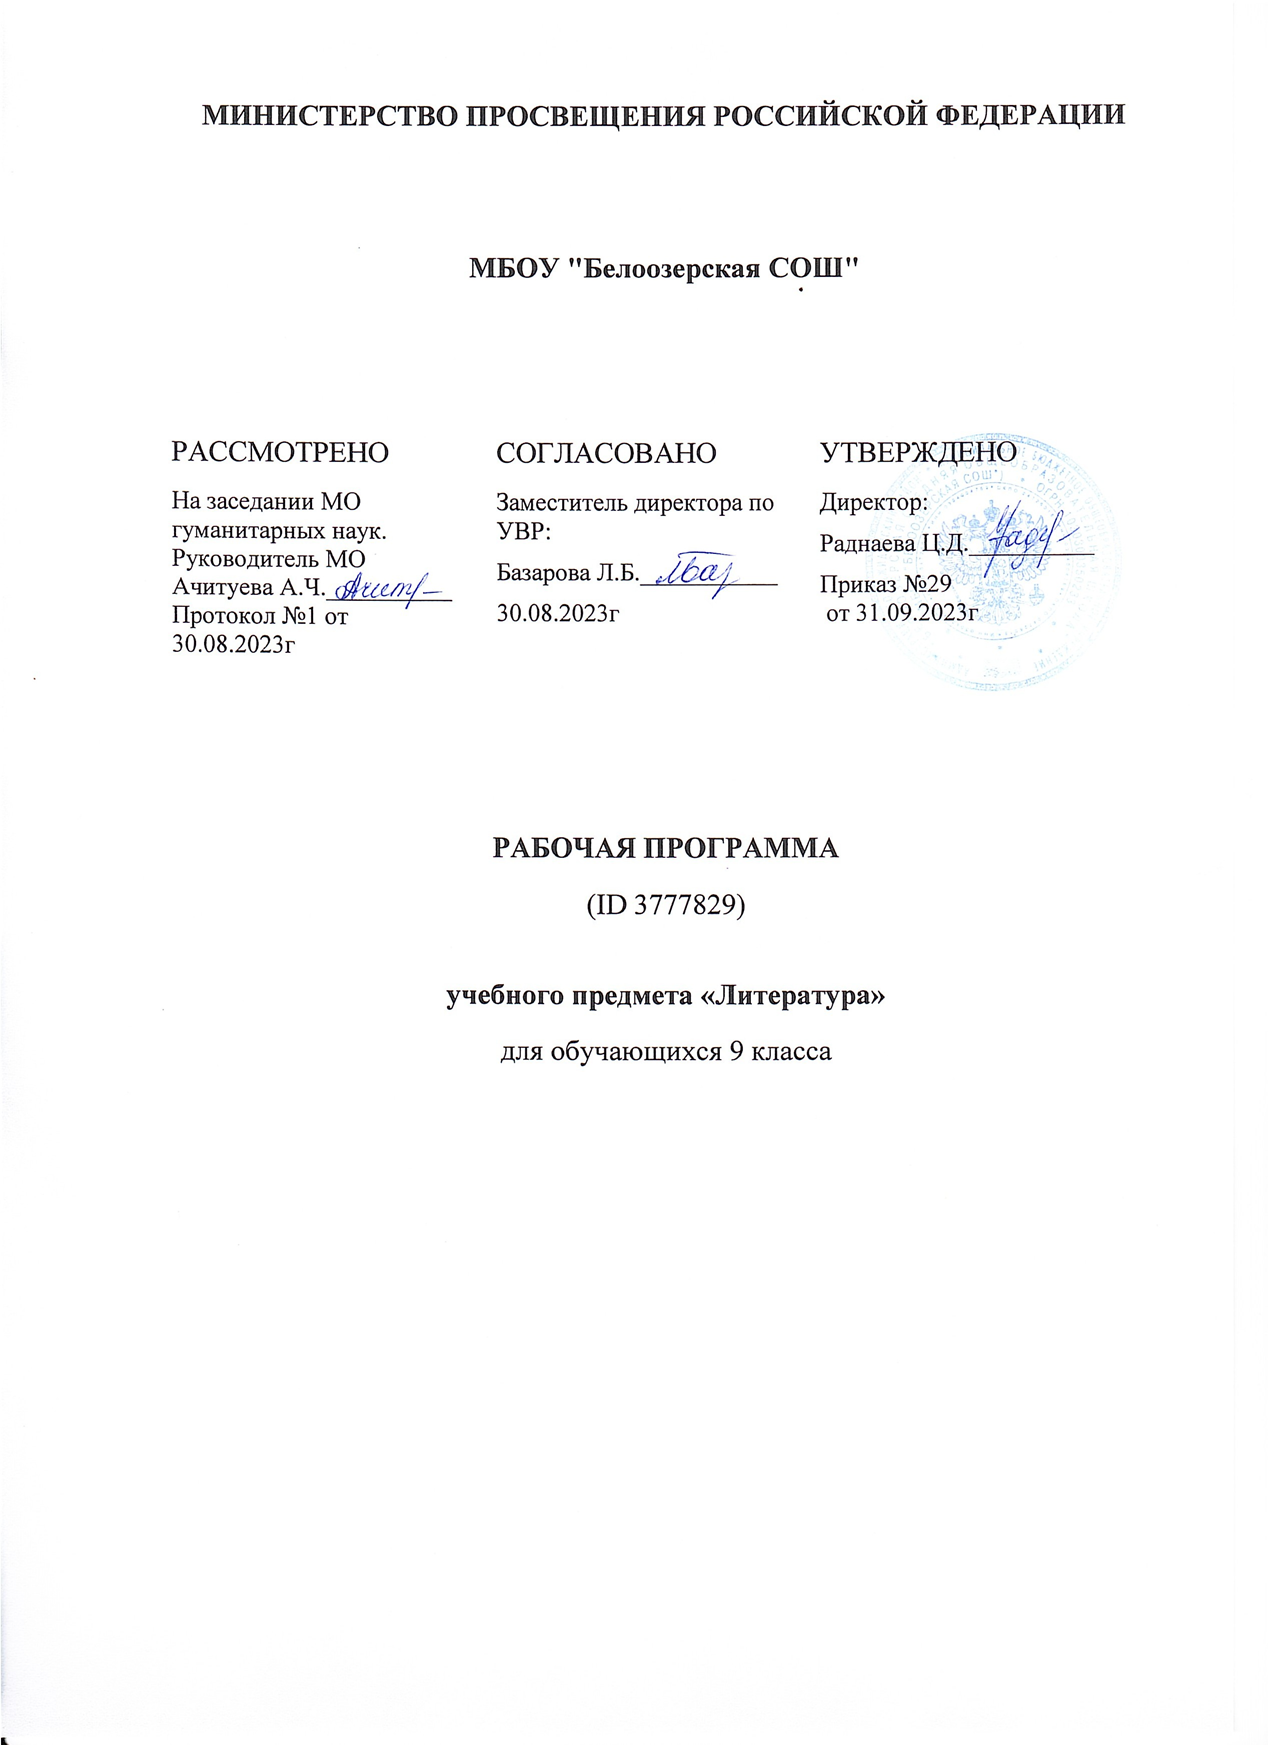 МИНИСТЕРСТВО ПРОСВЕЩЕНИЯ РОССИЙСКОЙ ФЕДЕРАЦИИ
МБОУ "Белоозерская СОШ"
РАССМОТРЕНО
На заседании МО
гуманитарных наук.
Руководитель МО
Ачитуева А.Ч.
Протокол №1 от
30.08.2023г
СОГЛАСОВАНО
Заместитель директора по
УВР:
Базарова Л.Б.
30.08.2023г
УТВЕРЖДЕНО
Директор:
Раднаева Ц.Д.
Приказ №29
от 31.09.2023г
РАБОЧАЯ ПРОГРАММА
(ID 3777829)
учебного предмета «Литература»
для обучающихся 9 класса